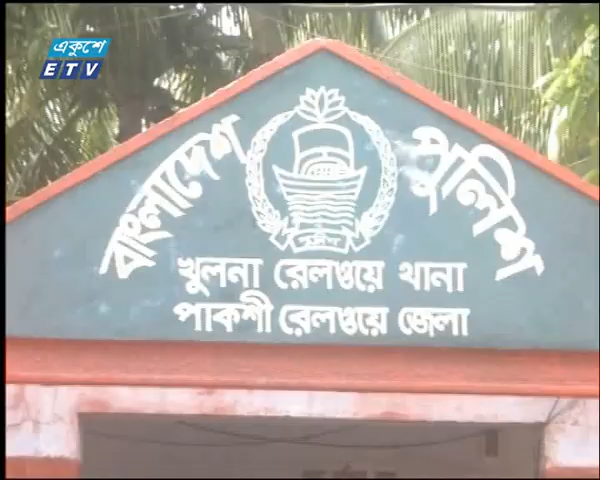 একুশে
ETV
বাংলাদেশ পুলিশ
খুলনা রেলওয়ে থানা
পাকশী রেলওয়ে জেলা